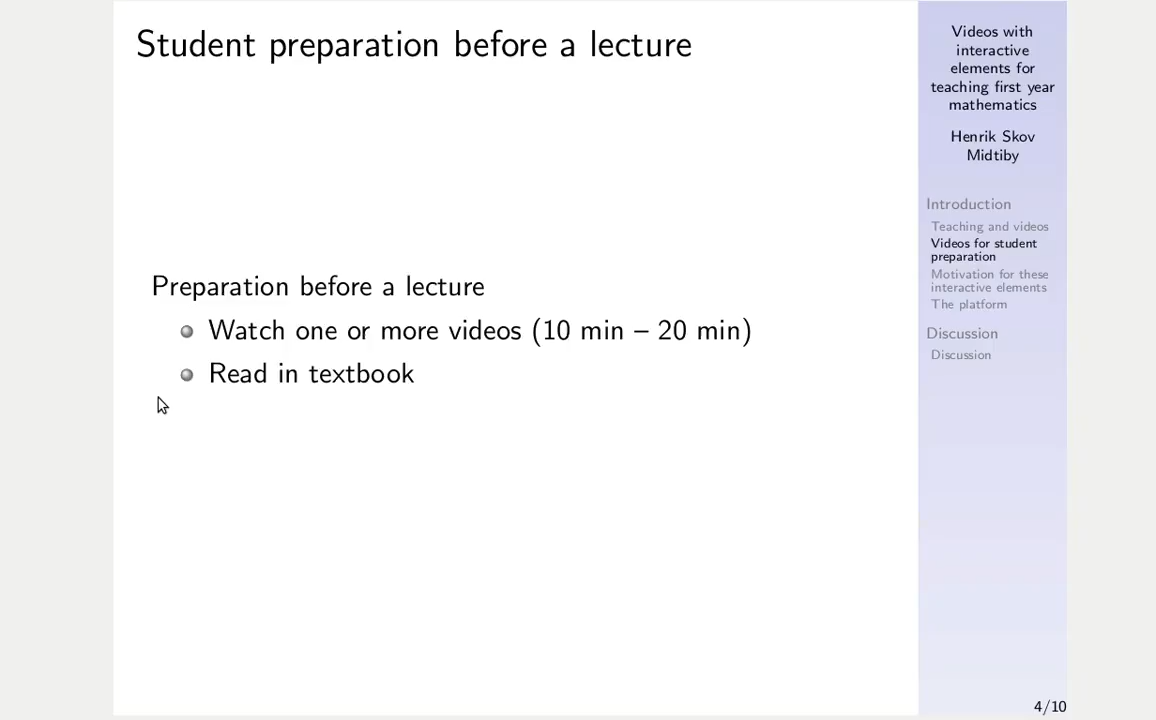 Student preparation before a lecture
Preparation before a lecture
Watch one or more videos (10 min – 20 min)
Read in textbook
Videos with
interactive
elements for
teaching first year
mathematics
Henrik Skov
Midtiby
Introduction
Teaching and videos
Videos for student
preparation
Motivation for these
interactive elements
The platform
Discussion
Discussion
4/10